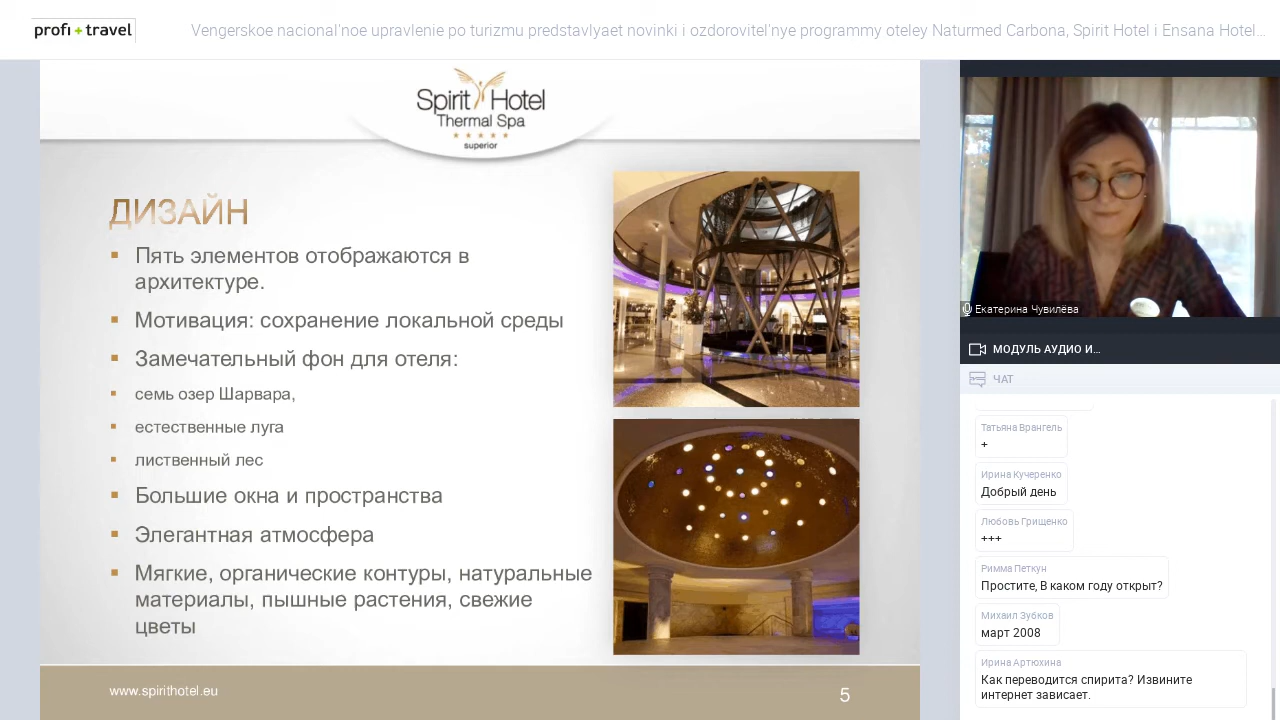 profi + travel
Vengerskoe nacional'noe upravlenie po turizmu predstavlyaet novinki i ozdorovitel'nye programmy oteley Naturmed Carbona, Spirit Hotel i Ensana Hotel...
Spirit Hotel
Thermal Spa
superior
ДИЗАЙН
Пять элементов отображаются в
архитектуре.
Мотивация: сохранение локальной среды
Замечательный фон для отеля:
семь озер Шарвара,
естественные луга
лиственный лес
Большие окна и пространства
Элегантная атмосфера
Мягкие, органические контуры, натуральные
материалы, пышные растения, свежие
цветы
www.spirithotel.eu
5
Екатерина Чувилёва
МОДУЛЬ АУДИО И...
ЧАТ
Татьяна Врангель
+
Ирина Кучеренко
Добрый день
Любовь Грищенко
+++
Римма Петкун
Простите, В каком году открыт?
Михаил Зубков
март 2008
Ирина Артюхина
Как переводится спирита? Извините
интернет зависает.